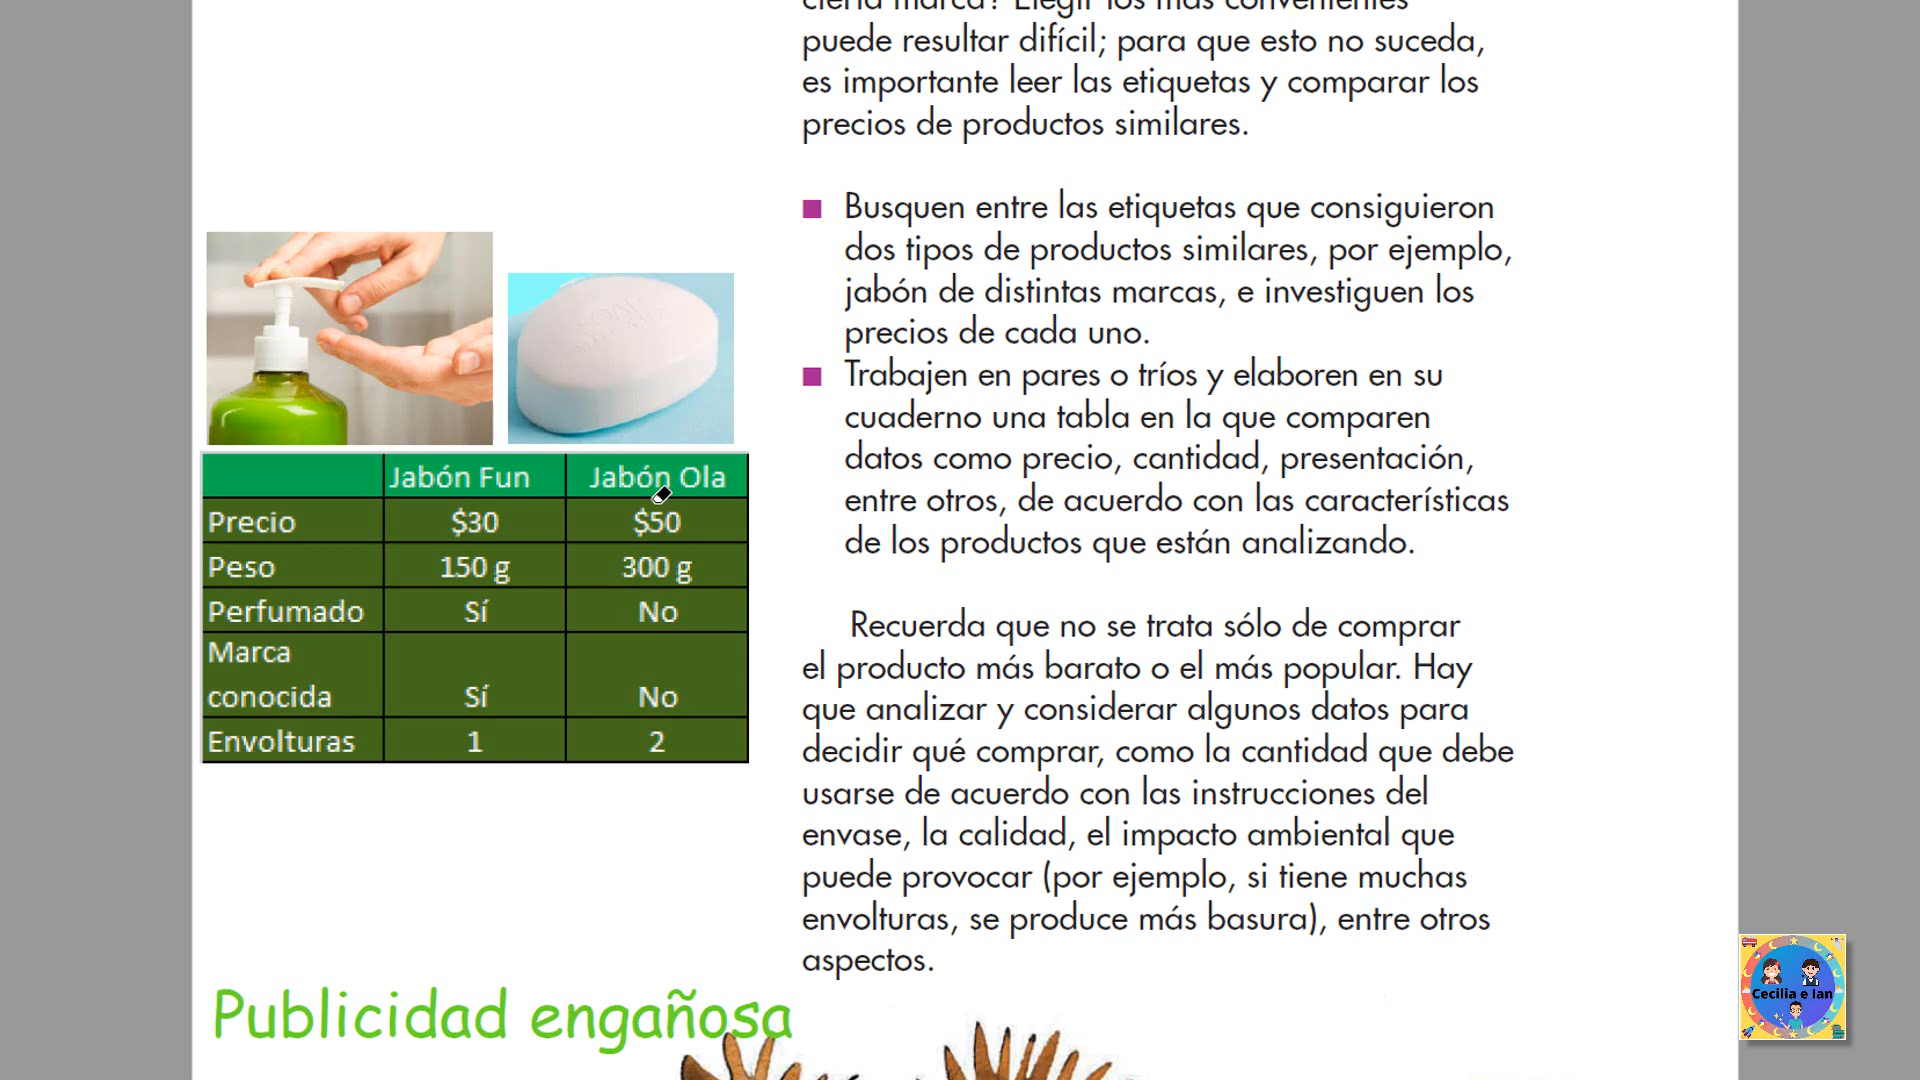 cierta marca? Elegir los más convenientes
puede resultar difícil; para que esto no suceda,
es importante leer las etiquetas y comparar los
precios de productos similares.
■ Busquen entre las etiquetas que consiguieron
dos tipos de productos similares, por ejemplo,
jabón de distintas marcas, e investiguen los
precios de cada uno.
■ Trabajen en pares o tríos y elaboren en su
cuaderno una tabla en la que comparen
datos como precio, cantidad, presentación,
entre otros, de acuerdo con las características
de los productos que están analizando.
Recuerda que no se trata sólo de comprar
el producto más barato o el más popular. Hay
que analizar y considerar algunos datos para
decidir qué comprar, como la cantidad que debe
usarse de acuerdo con las instrucciones del
envase, la calidad, el impacto ambiental que
puede provocar (por ejemplo, si tiene muchas
envolturas, se produce más basura), entre otros
aspectos.
Jabón Fun Jabón Ola
Precio $30 $50
Peso 150 g 300 g
Perfumado Sí No
Marca
conocida Sí No
Envolturas 1 2
Publicidad engañosa
Cecilia e Ian